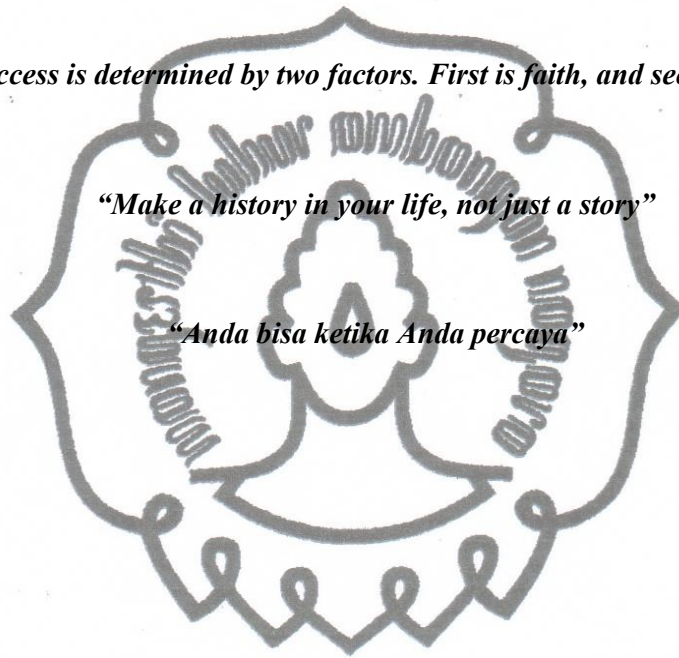 ccess is determined by two factors. First is faith, and sec
“Make a history in your life, not just a story”
“Anda bisa ketika Anda percaya”